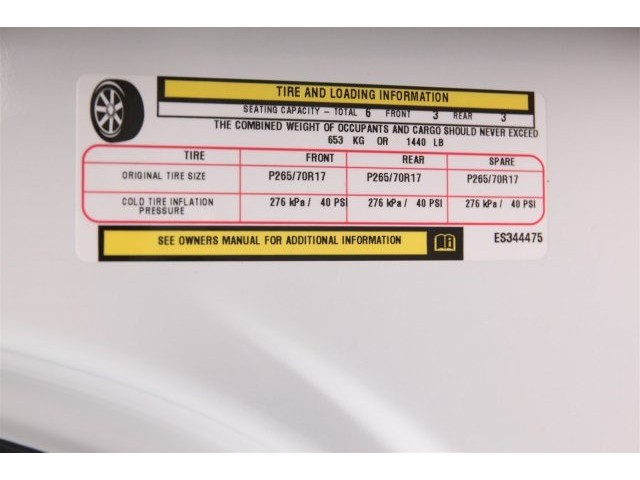 TIRE AND LOADING INFORMATION
SEATING CAPACITY - TOTAL 6 FRONT 3 REAR 3
THE COMBINED WEIGHT OF OCCUPANTS AND CARGO SHOULD NEVER EXCEED
653 KG OR 1440 LB
TIRE FRONT REAR SPARE
ORIGINAL TIRE SIZE P265/70R17 P265/70R17 P265/70R17
COLD TIRE INFLATION PRESSURE 276 kPa / 40 PSI 276 kPa / 40 PSI 276 kPa / 40 PSI
SEE OWNERS MANUAL FOR ADDITIONAL INFORMATION
ES344475